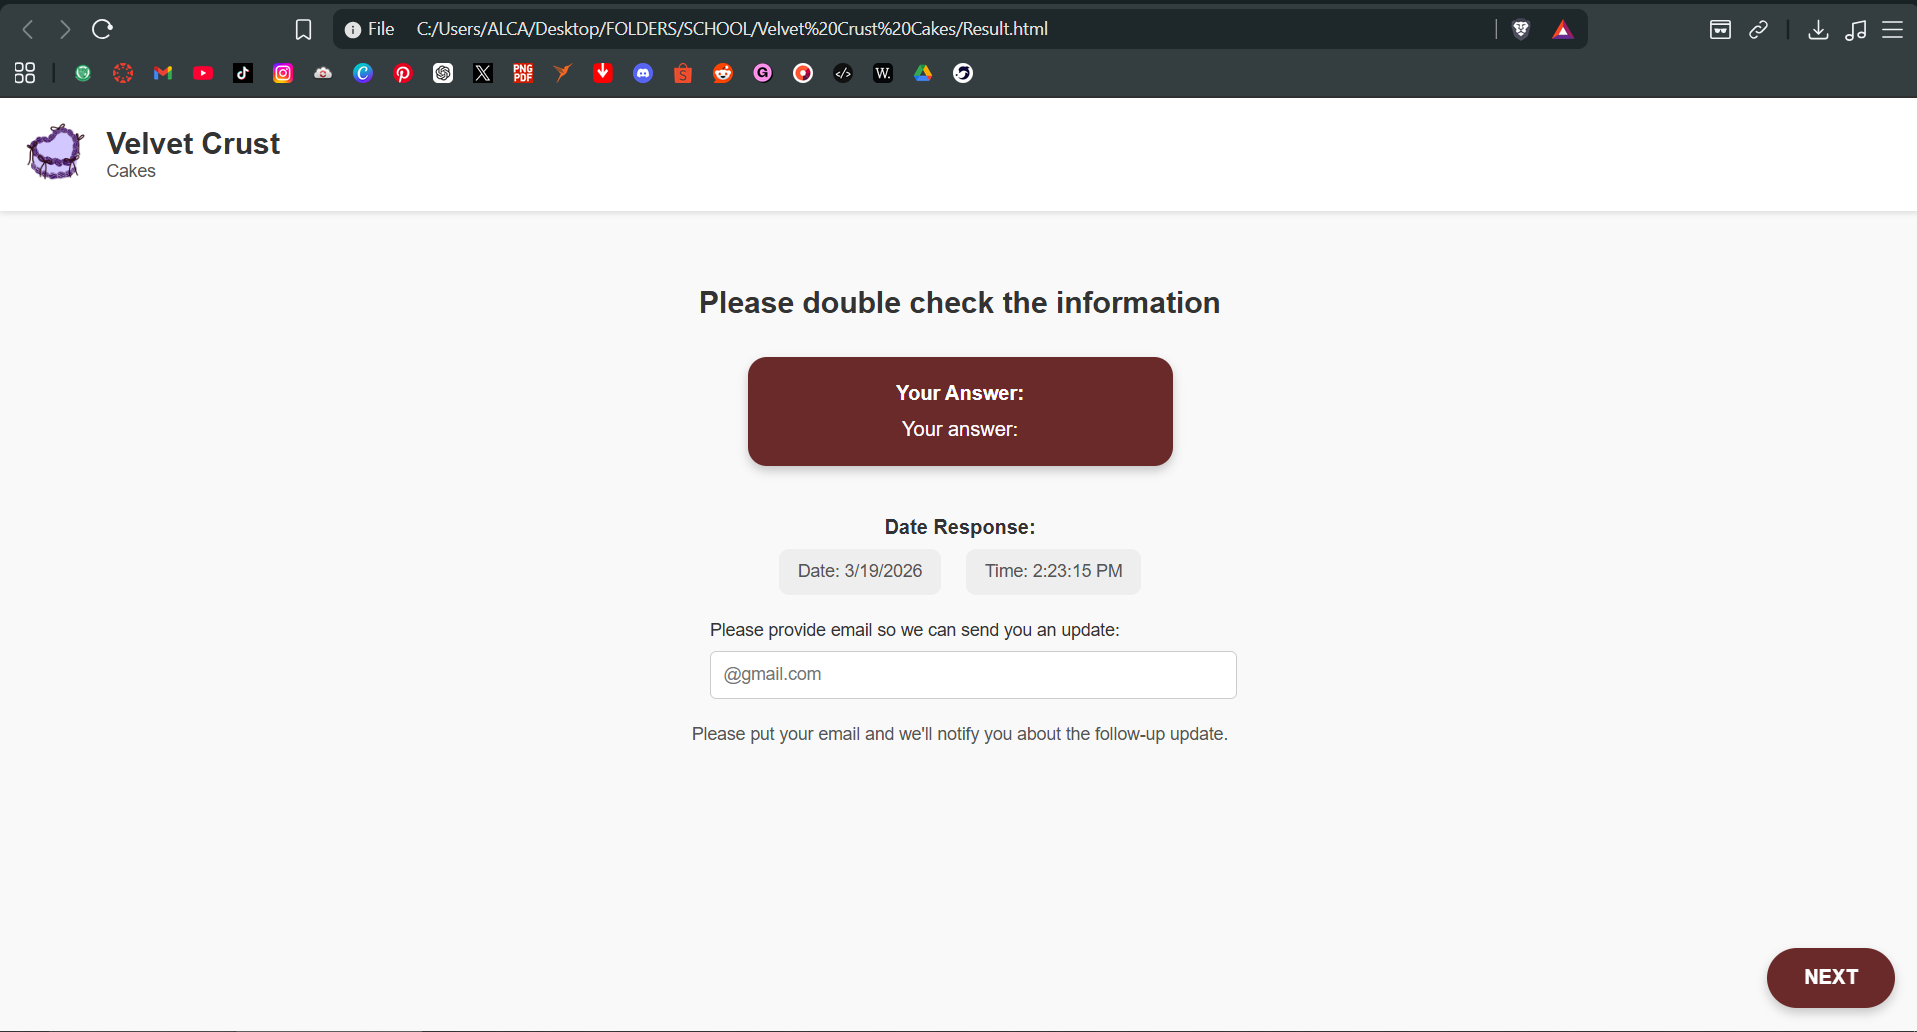 File C:/Users/ALCA/Desktop/FOLDERS/SCHOOL/Velvet%20Crust%20Cakes/Result.html
PNG
PDF
W.
Velvet Crust
Cakes
Please double check the information
Your Answer:
Your answer:
Date Response:
Date: 3/19/2026 Time: 2:23:15 PM
Please provide email so we can send you an update:
@gmail.com
Please put your email and we'll notify you about the follow-up update.
NEXT